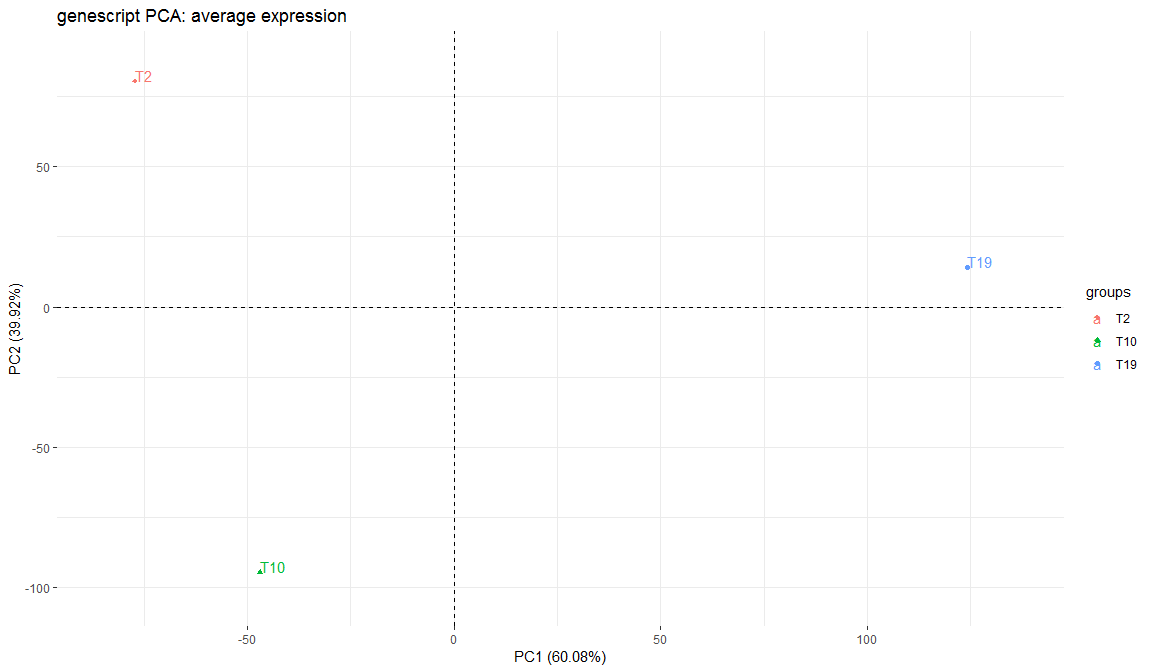 genescript PCA: average expression
T2
50
T19
0
-50
T10
-100
-50
0
50
100
PC1 (60.08%)
PC2 (39.92%)
groups
a T2
a T10
a T19